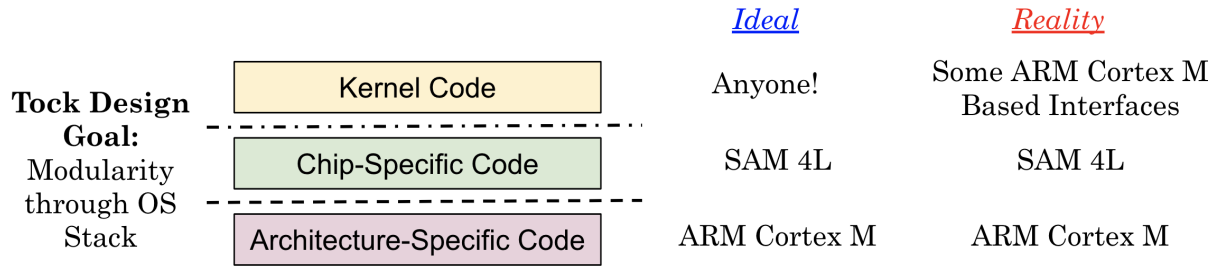 Ideal
Reality
Tock Design
Goal:
Modularity
through OS
Stack
Kernel Code
Anyone!
Some ARM Cortex M
Based Interfaces
Chip-Specific Code
SAM 4L
SAM 4L
Architecture-Specific Code
ARM Cortex M
ARM Cortex M